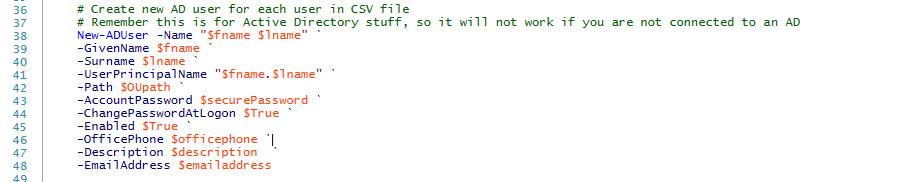 36 # Create new AD user for each user in CSV file
37 # Remember this is for Active Directory stuff, so it will not work if you are not connected to an AD
38 New-ADUser -Name "$fname $lname" `
39 -GivenName $fname `
40 -Surname $lname `
41 -UserPrincipalName "$fname.$lname" `
42 -Path $OUpath `
43 -AccountPassword $securePassword `
44 -ChangePasswordAtLogon $True `
45 -Enabled $True `
46 -OfficePhone $officephone `
47 -Description $description  `
48 -EmailAddress $emailaddress
49